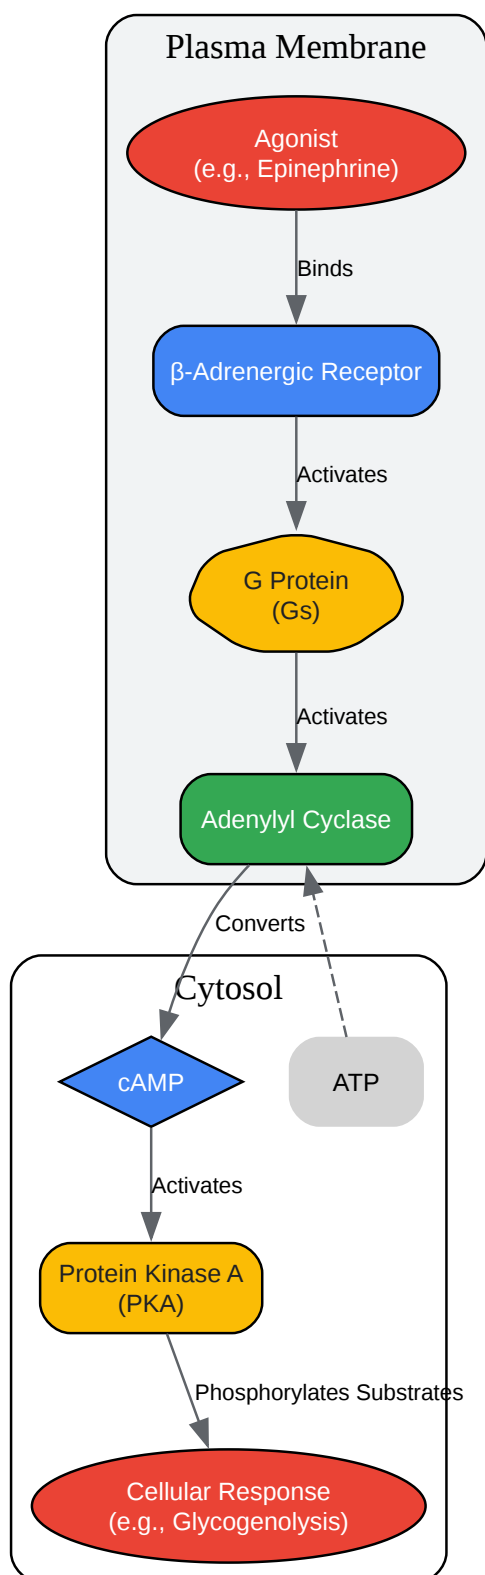 Plasma Membrane
Agonist
(e.g., Epinephrine)
Binds
β-Adrenergic Receptor
Activates
G Protein
(Gs)
Activates
Adenylyl Cyclase
Converts
Cytosol
cAMP
ATP
Activates
Protein Kinase A
(PKA)
Phosphorylates Substrates
Cellular Response
(e.g., Glycogenolysis)